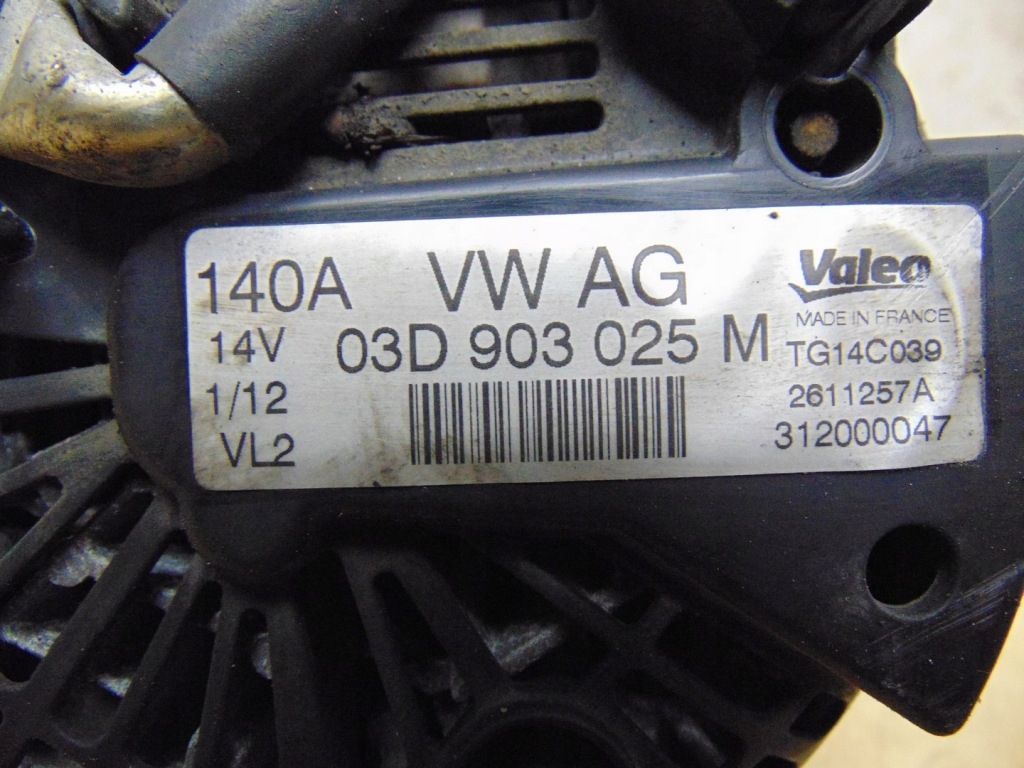 140A VW AG Valeo
MADE IN FRANCE
14V 03D 903 025 M TG14C039
1/12 2611257A
VL2 312000047